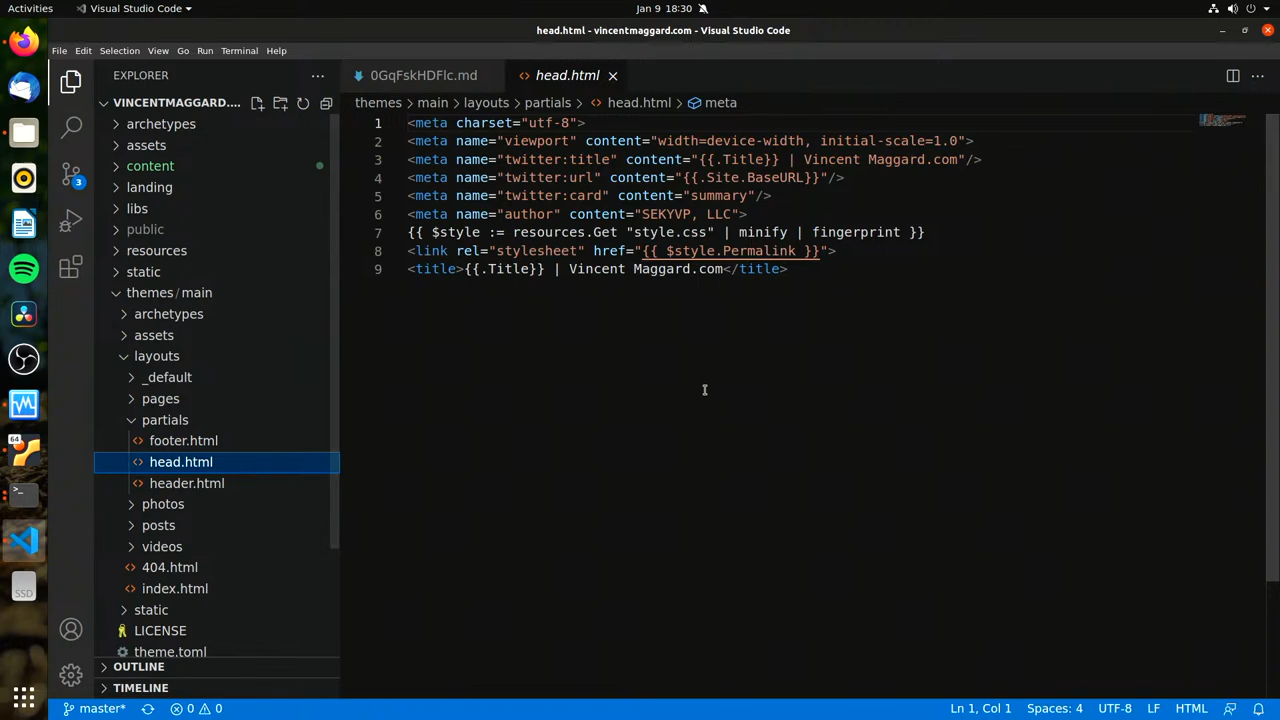 Activities
Visual Studio Code
Jan 9 18:30
head.html - vincentmaggard.com - Visual Studio Code
File Edit Selection View Go Run Terminal Help
EXPLORER
0GqFskHDFlc.md
head.html
VINCENTMAGGARD....
themes
main
layouts
partials
head.html
meta
archetypes
assets
content
landing
libs
public
resources
static
themes/main
archetypes
assets
layouts
_default
pages
partials
footer.html
head.html
header.html
photos
posts
videos
404.html
index.html
static
LICENSE
theme.toml
OUTLINE
TIMELINE
1 <meta charset="utf-8">
2 <meta name="viewport" content="width=device-width, initial-scale=1.0">
3 <meta name="twitter:title" content="{{.Title}} | Vincent Maggard.com"/>
4 <meta name="twitter:url" content="{{.Site.BaseURL}}"/>
5 <meta name="twitter:card" content="summary"/>
6 <meta name="author" content="SEKYVP, LLC">
7 {{ $style := resources.Get "style.css" | minify | fingerprint }}
8 <link rel="stylesheet" href="{{ $style.Permalink }}">
9 <title>{{.Title}} | Vincent Maggard.com</title>
3
64
SSD
master*
0
0
Ln 1, Col 1
Spaces: 4
UTF-8
LF
HTML